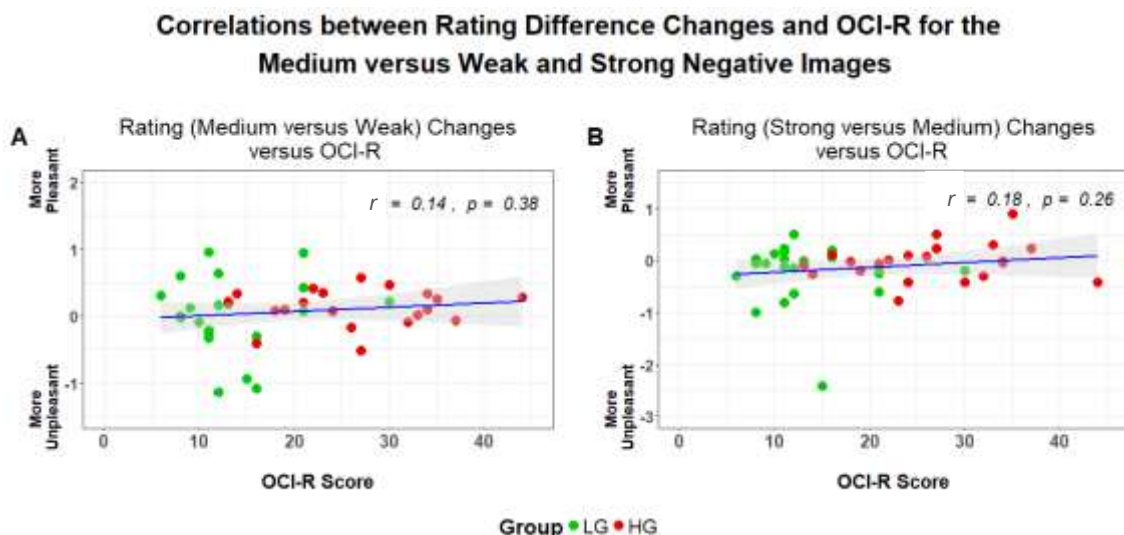 Correlations between Rating Difference Changes and OCI-R for the
Medium versus Weak and Strong Negative Images
A
Rating (Medium versus Weak) Changes
versus OCI-R
More
Pleasant
More
Unpleasant
2
1
0
-1
r = 0.14 , p = 0.38
0 10 20 30 40
OCI-R Score
B
Rating (Strong versus Medium) Changes
versus OCI-R
More
Pleasant
More
Unpleasant
1
0
-1
-2
-3
r = 0.18 , p = 0.26
0 10 20 30 40
OCI-R Score
Group LG HG